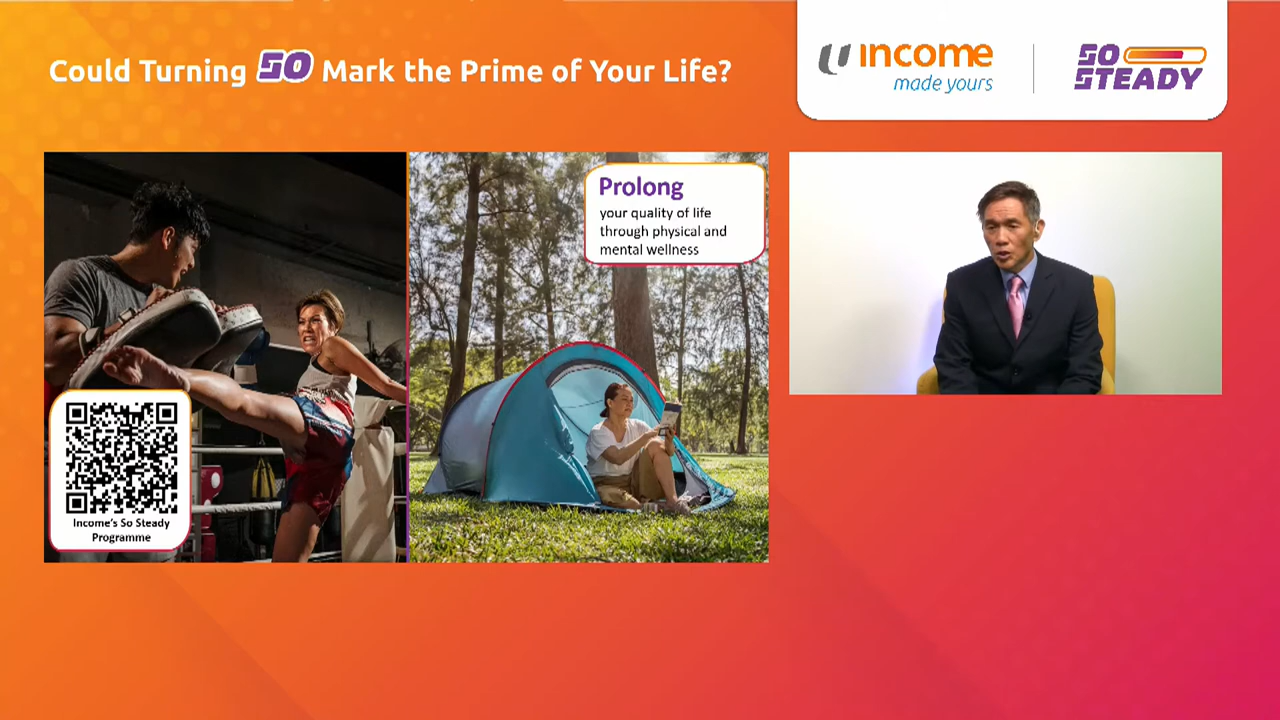 Could Turning 50 Mark the Prime of Your Life?
income
made yours
SO
STEADY
Prolong
your quality of life
through physical and
mental wellness
Income's So Steady
Programme